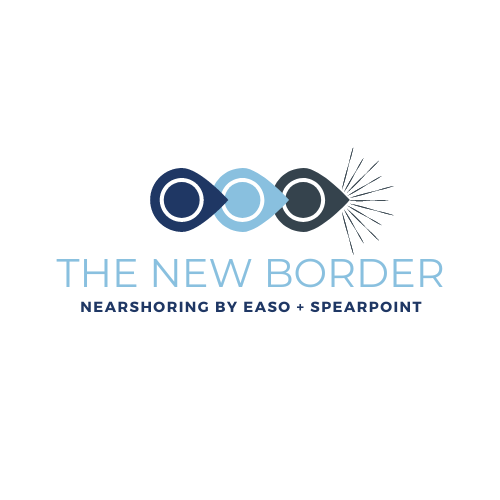 THE NEW BORDER
NEARSHORING BY EASO + SPEARPOINT